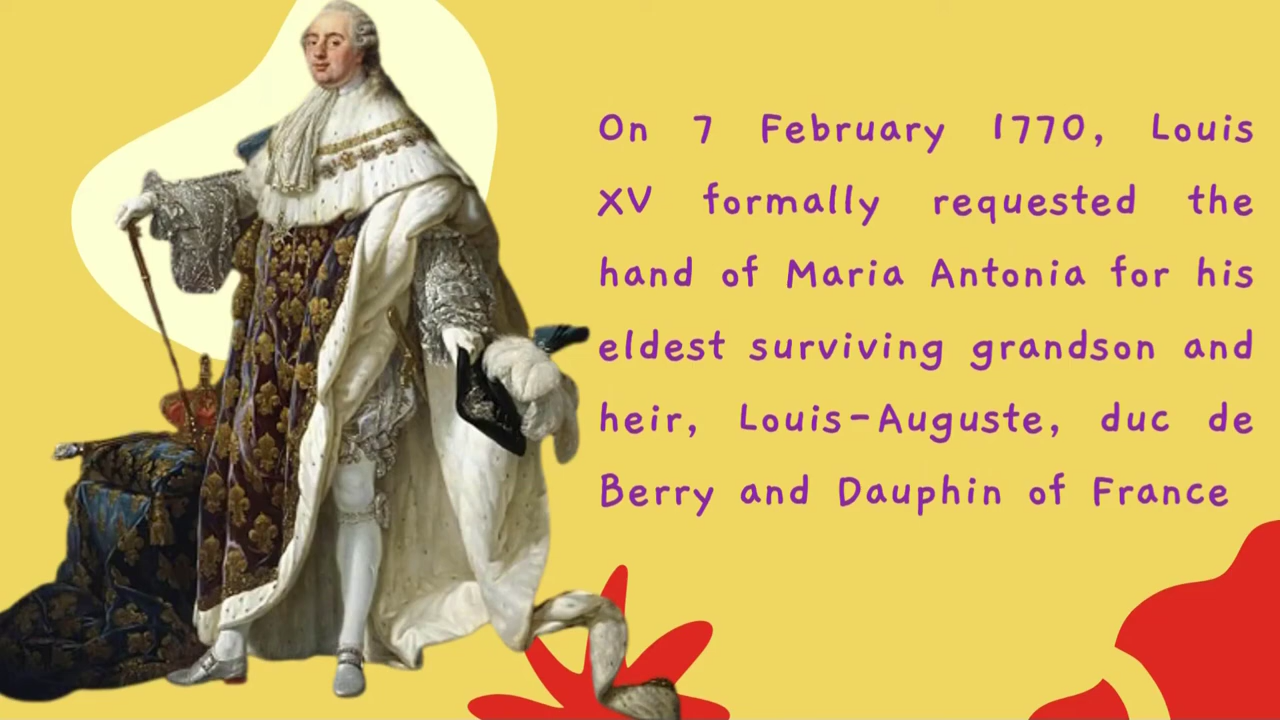 On 7 February 1770, Louis
XV formally requested the
hand of Maria Antonia for his
eldest surviving grandson and
heir, Louis-Auguste, duc de
Berry and Dauphin of France